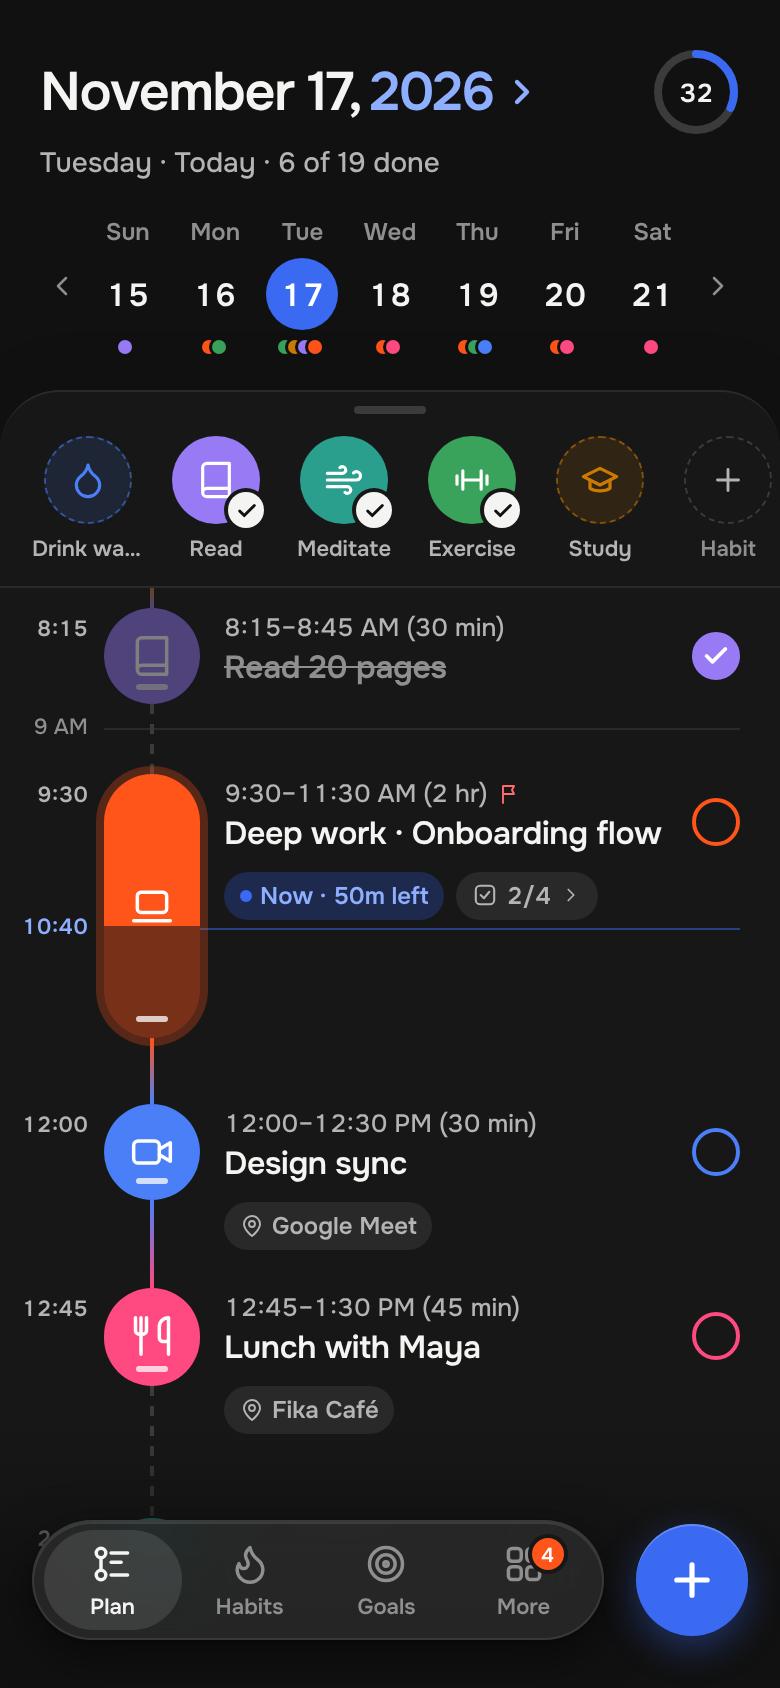 November 17, 2026
32
Tuesday · Today · 6 of 19 done
Sun Mon Tue Wed Thu Fri Sat
15 16 17 18 19 20 21
Drink wa... Read Meditate Exercise Study Habit
8:15 8:15–8:45 AM (30 min)
Read 20 pages
9 AM
9:30 9:30–11:30 AM (2 hr)
Deep work · Onboarding flow
Now · 50m left 2/4
10:40
12:00 12:00–12:30 PM (30 min)
Design sync
Google Meet
12:45 12:45–1:30 PM (45 min)
Lunch with Maya
Fika Café
4
Plan Habits Goals More